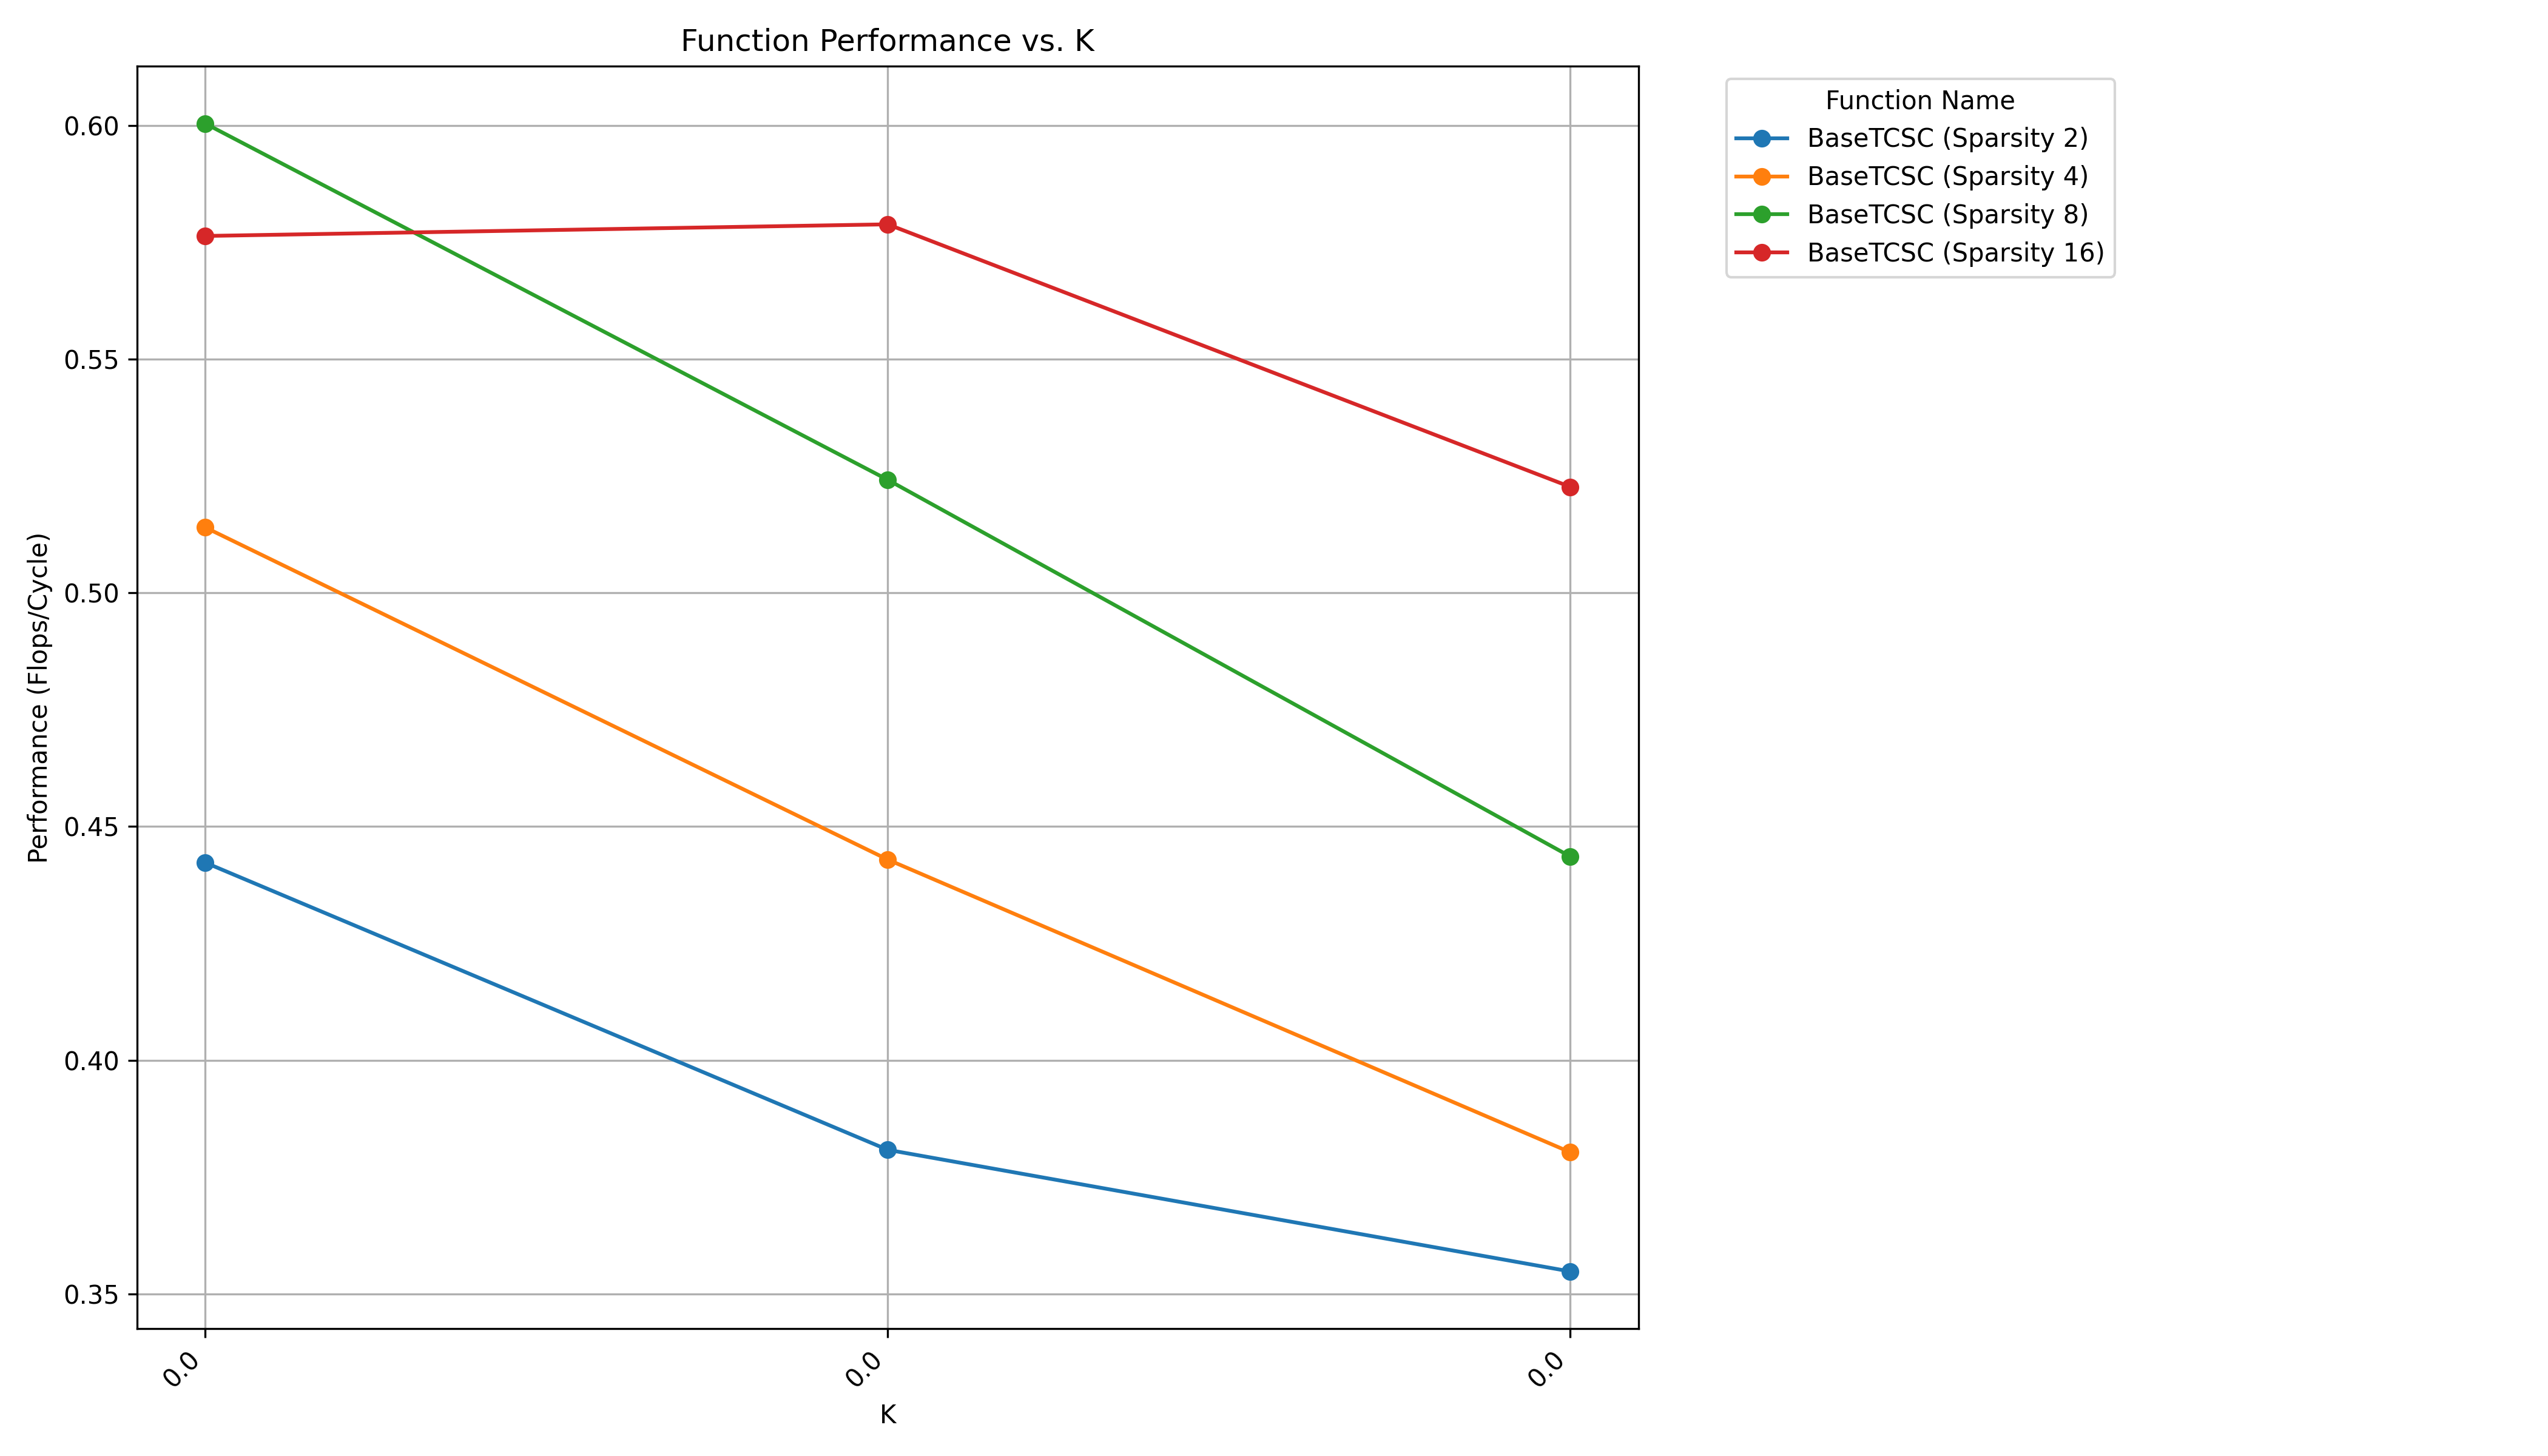 Function Performance vs. K
Performance (Flops/Cycle)
0.60
0.55
0.50
0.45
0.40
0.35
0.0
0.0
0.0
K
Function Name
BaseTCSC (Sparsity 2)
BaseTCSC (Sparsity 4)
BaseTCSC (Sparsity 8)
BaseTCSC (Sparsity 16)